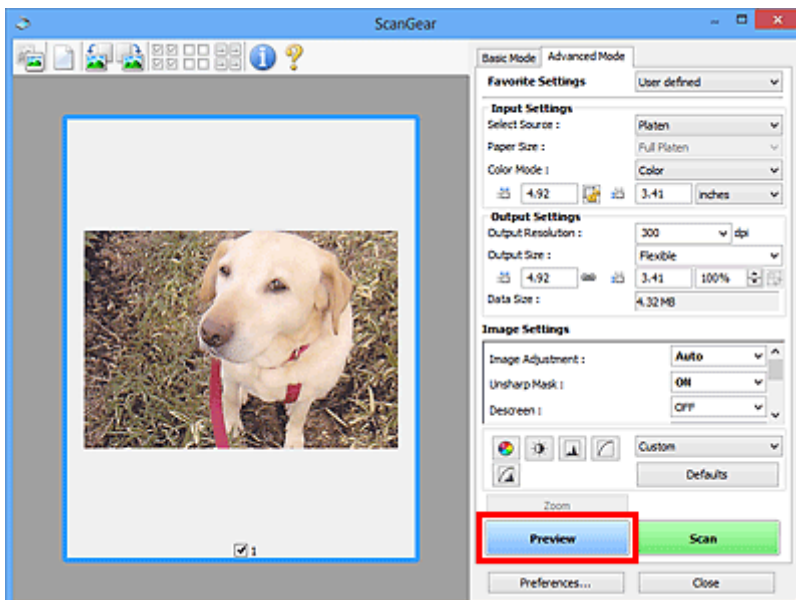 ScanGear
Basic Mode Advanced Mode
Favorite Settings User defined
Input Settings
Select Source : Platen
Paper Size : Full Platen
Color Mode : Color
4.92 3.41 inches
Output Settings
Output Resolution : 300 dpi
Output Size : Flexible
4.92 3.41 100%
Data Size : 4.32 MB
Image Settings
Image Adjustment : Auto
Unsharp Mask : ON
Descreen : OFF
Custom
Defaults
Zoom
Preview Scan
1
Preferences... Close